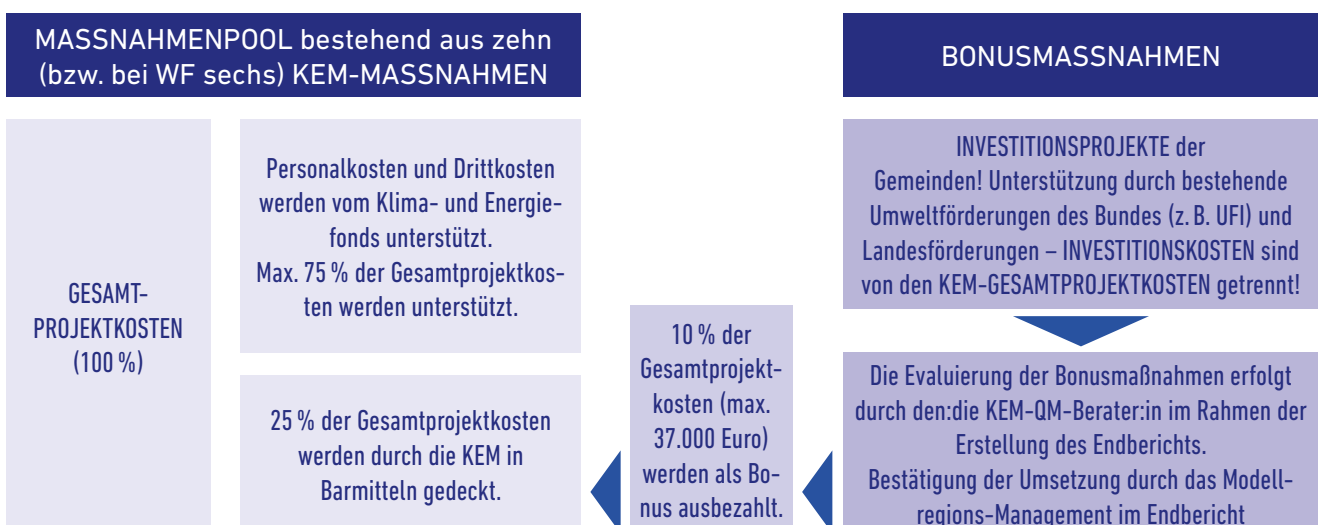 MASSNAHMENPOOL bestehend aus zehn
(bzw. bei WF sechs) KEM-MASSNAHMEN
GESAMT-
PROJEKTKOSTEN
(100 %)
Personalkosten und Drittkosten
werden vom Klima- und Energie-
fonds unterstützt.
Max. 75 % der Gesamtprojektkos-
ten werden unterstützt.
25 % der Gesamtprojektkosten
werden durch die KEM in
Barmitteln gedeckt.
10 % der
Gesamtprojekt-
kosten (max.
37.000 Euro)
werden als Bo-
nus ausbezahlt.
BONUSMASSNAHMEN
INVESTITIONSPROJEKTE der
Gemeinden! Unterstützung durch bestehende
Umweltförderungen des Bundes (z. B. UFI) und
Landesförderungen – INVESTITIONSKOSTEN sind
von den KEM-GESAMTPROJEKTKOSTEN getrennt!
Die Evaluierung der Bonusmaßnahmen erfolgt
durch den:die KEM-QM-Berater:in im Rahmen der
Erstellung des Endberichts.
Bestätigung der Umsetzung durch das Modell-
regions-Management im Endbericht